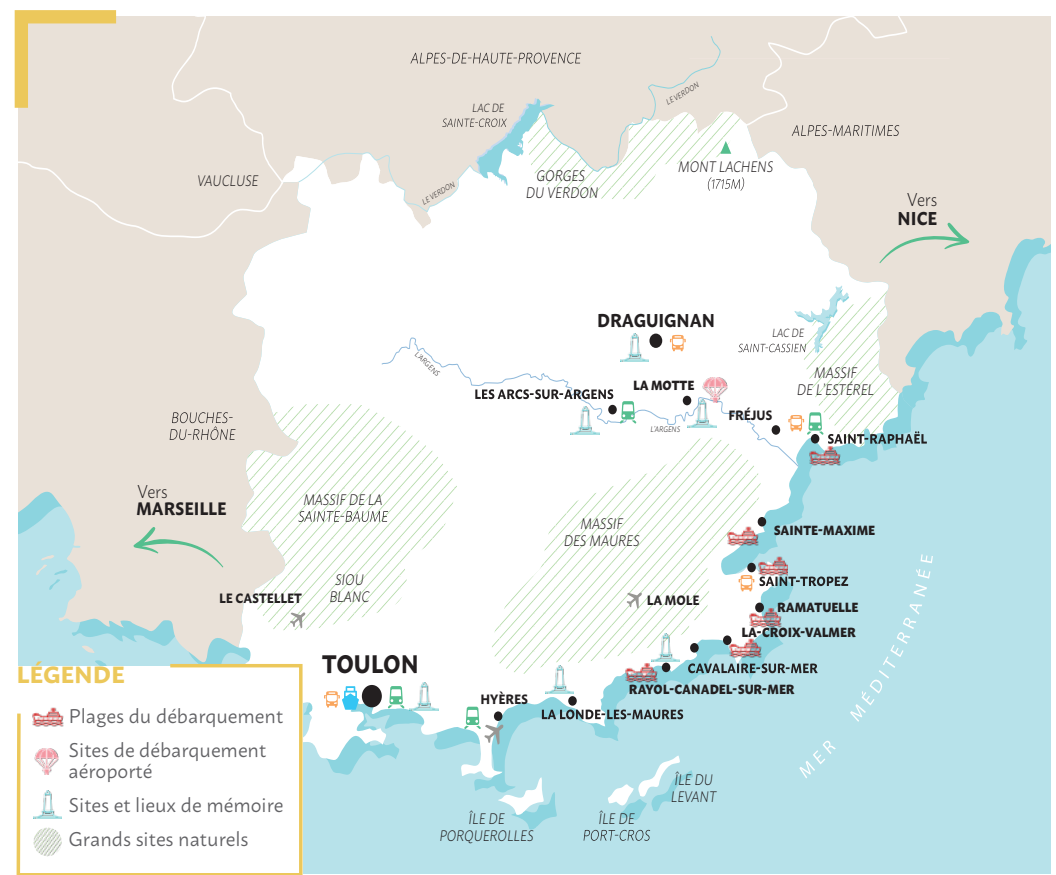 ALPES-DE-HAUTE-PROVENCE
LE VERDON
LAC DE
SAINTE-CROIX
ALPES-MARITIMES
VAUCLUSE
GORGES
DU VERDON
MONT LACHENS
(1715M)
LE VERDON
Vers
NICE
DRAGUIGNAN
LAC DE
SAINT-CASSIEN
L'ARGENS
MASSIF
DE L'ESTÉREL
LES ARCS-SUR-ARGENS
LA MOTTE
FRÉJUS
L'ARGENS
SAINT-RAPHAËL
BOUCHES-
DU-RHÔNE
Vers
MARSEILLE
MASSIF DE LA
SAINTE-BAUME
MASSIF
DES MAURES
SAINTE-MAXIME
SIOU
BLANC
SAINT-TROPEZ
LE CASTELLET
LA MOLE
RAMATUELLE
LA-CROIX-VALMER
CAVALAIRE-SUR-MER
RAYOL-CANADEL-SUR-MER
TOULON
HYÈRES
LA LONDE-LES-MAURES
MER MÉDITERRANÉE
ÎLE DU
LEVANT
ÎLE DE
PORQUEROLLES
ÎLE DE
PORT-CROS
LÉGENDE
Plages du débarquement
Sites de débarquement
aéroporté
Sites et lieux de mémoire
Grands sites naturels